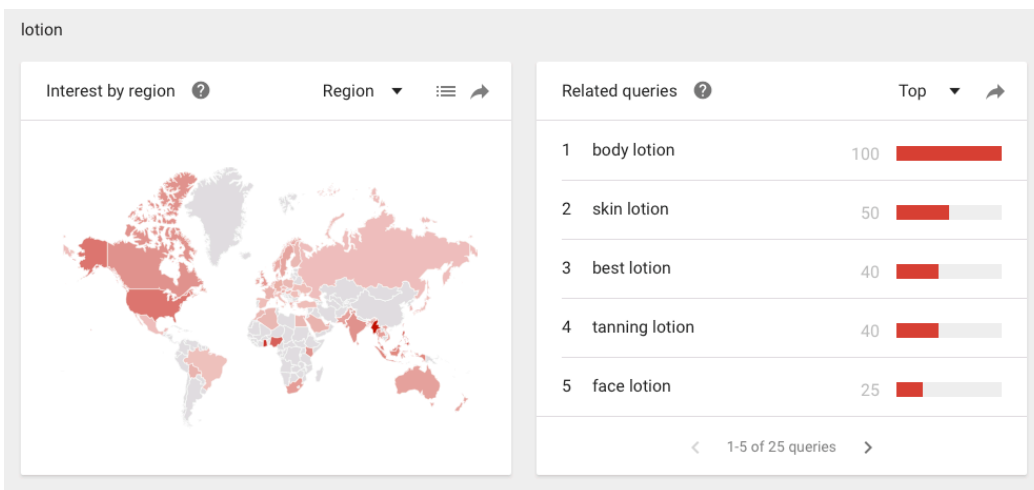 lotion
Interest by region ? Region
Related queries ? Top
1 body lotion 100
2 skin lotion 50
3 best lotion 40
4 tanning lotion 40
5 face lotion 25
1-5 of 25 queries